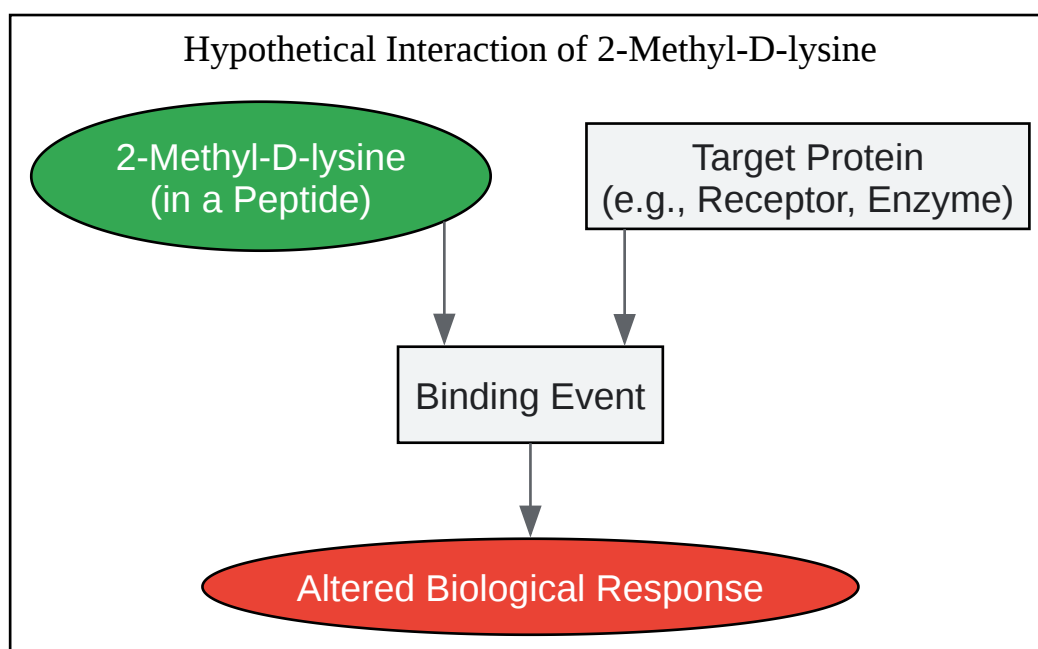 Hypothetical Interaction of 2-Methyl-D-lysine
2-Methyl-D-lysine
(in a Peptide)
Target Protein
(e.g., Receptor, Enzyme)
Binding Event
Altered Biological Response